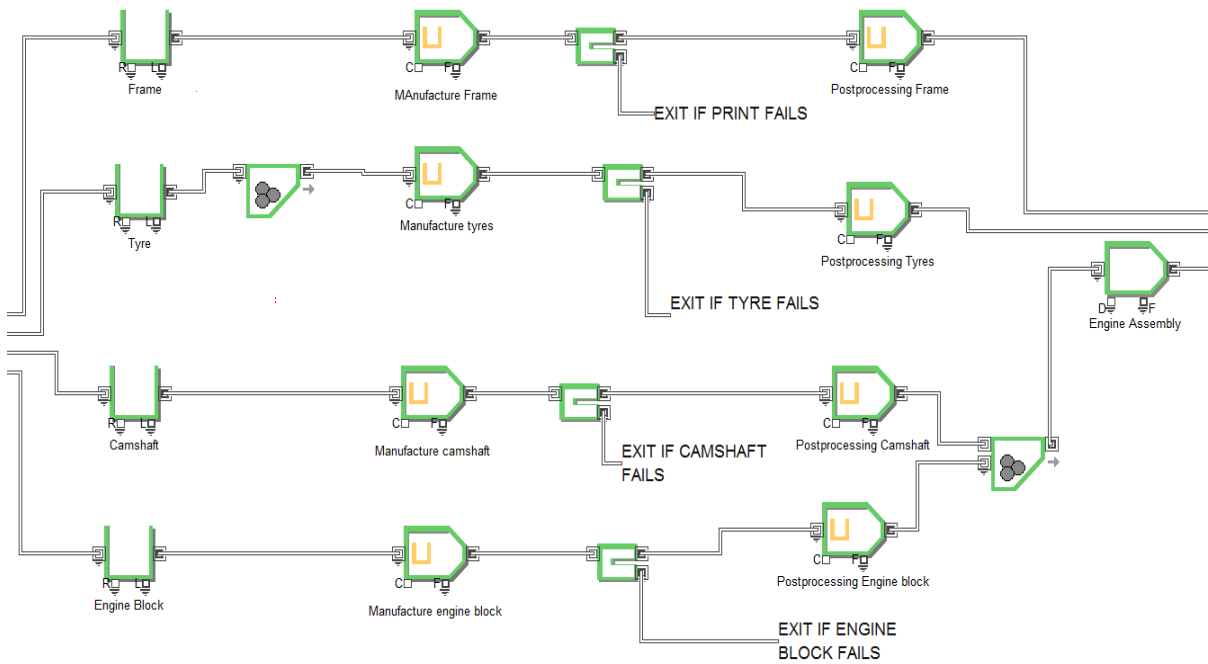 R L
Frame
C F
MAnufacture Frame
C F
Postprocessing Frame
EXIT IF PRINT FAILS
R L
Tyre
C F
Manufacture tyres
C F
Postprocessing Tyres
EXIT IF TYRE FAILS
D F
Engine Assembly
R L
Camshaft
C F
Manufacture camshaft
C F
Postprocessing Camshaft
EXIT IF CAMSHAFT
FAILS
R L
Engine Block
C F
Manufacture engine block
C F
Postprocessing Engine block
EXIT IF ENGINE
BLOCK FAILS